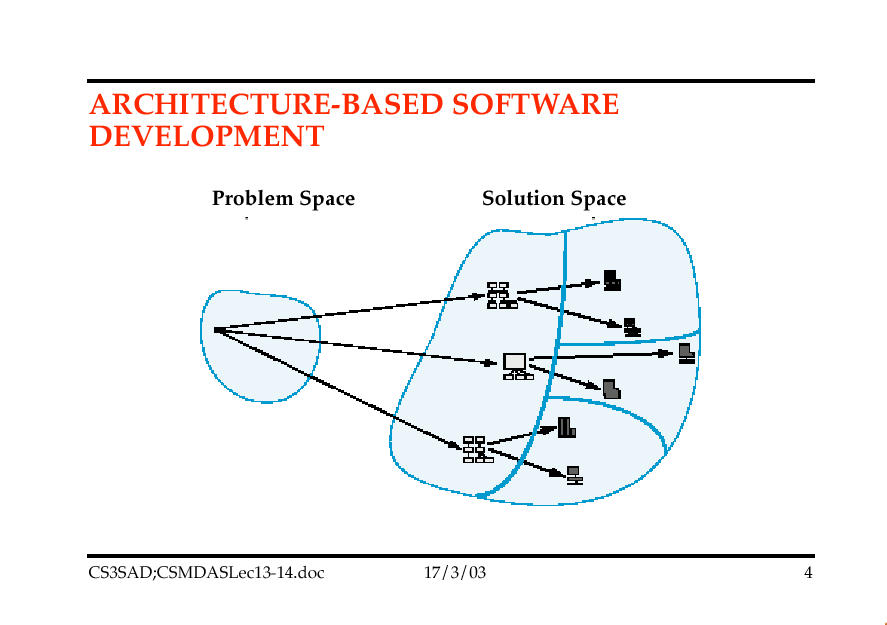 ARCHITECTURE-BASED SOFTWARE
DEVELOPMENT
Problem Space
Solution Space
CS3SAD;CSMDASLec13-14.doc
17/3/03
4